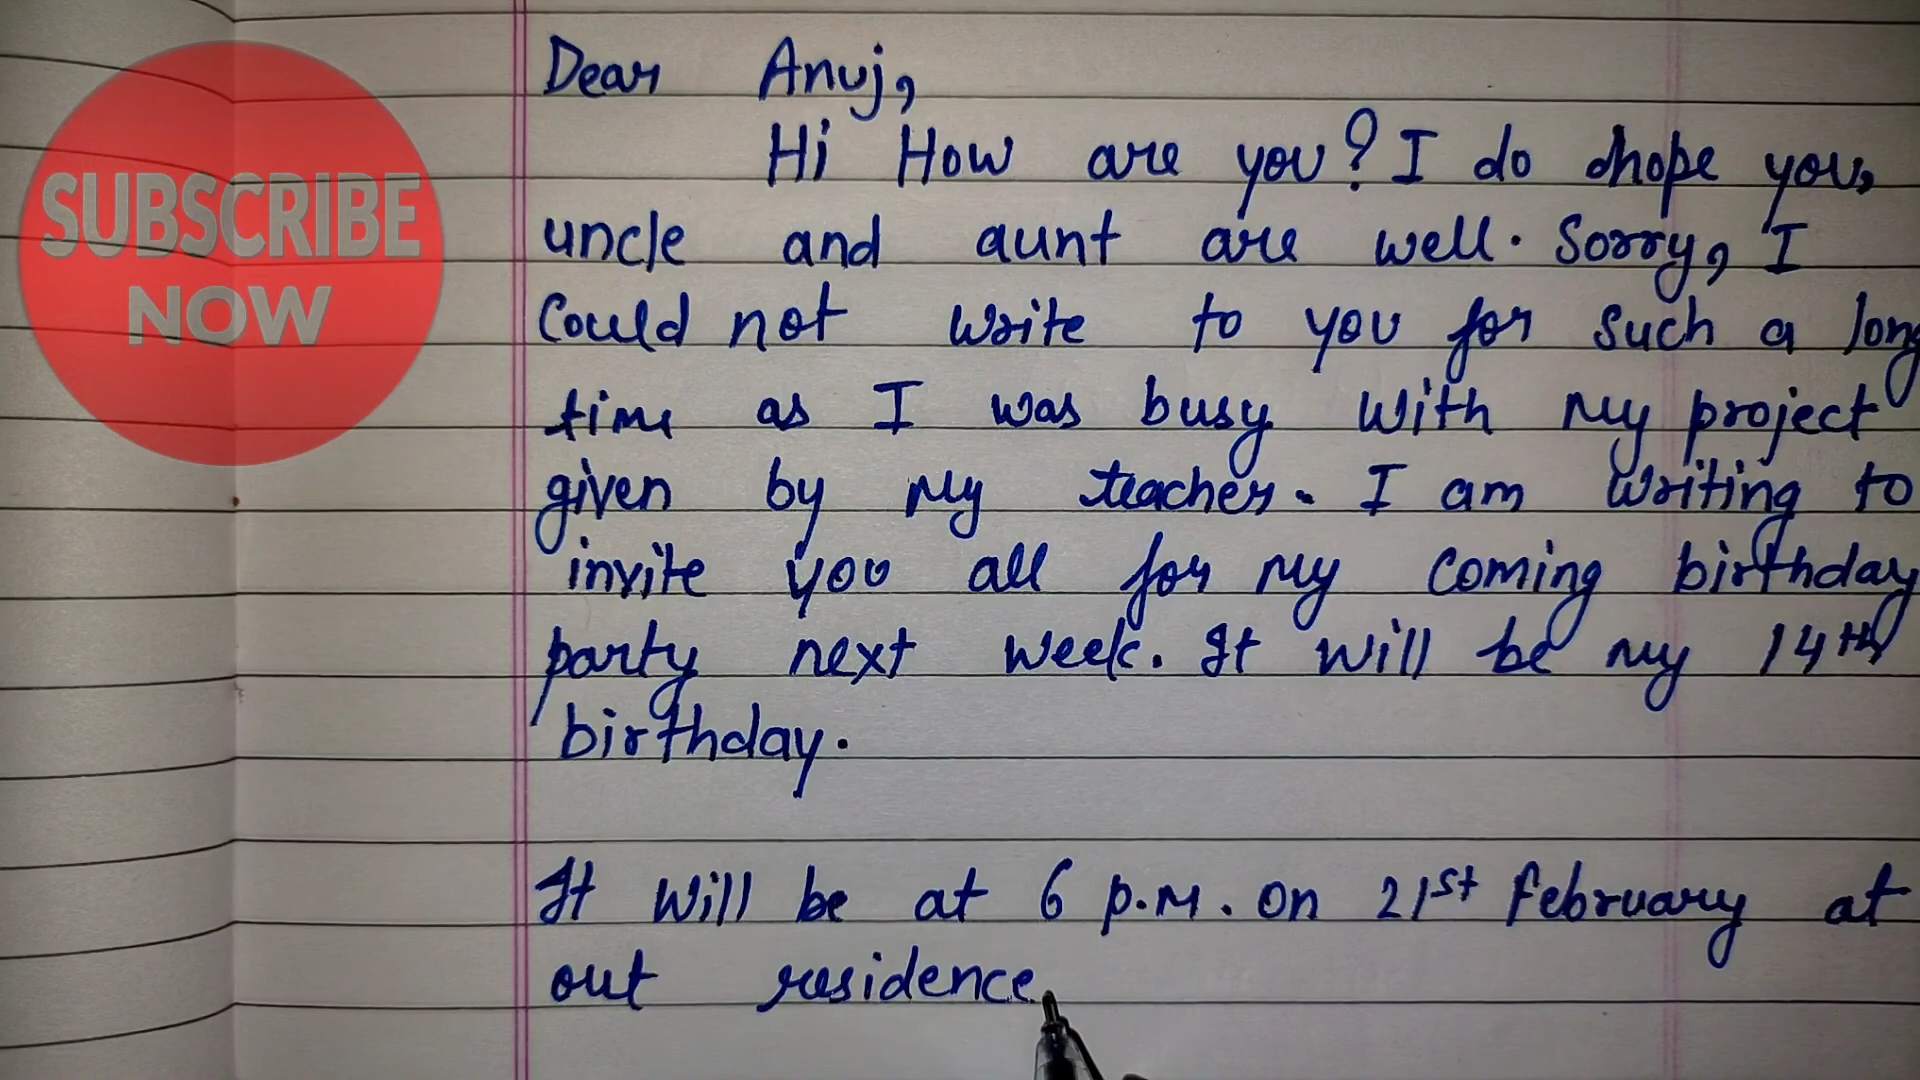 SUBSCRIBE
NOW
Dear Anuj,
Hi How are you? I do hope you,
uncle and aunt are well. Sorry, I
could not write to you for such a long
time as I was busy with my project
given by my teacher. I am writing to
invite you all for my coming birthday
party next week. It will be my 14th
birthday.
It will be at 6 p.m. on 21st february at
out residence